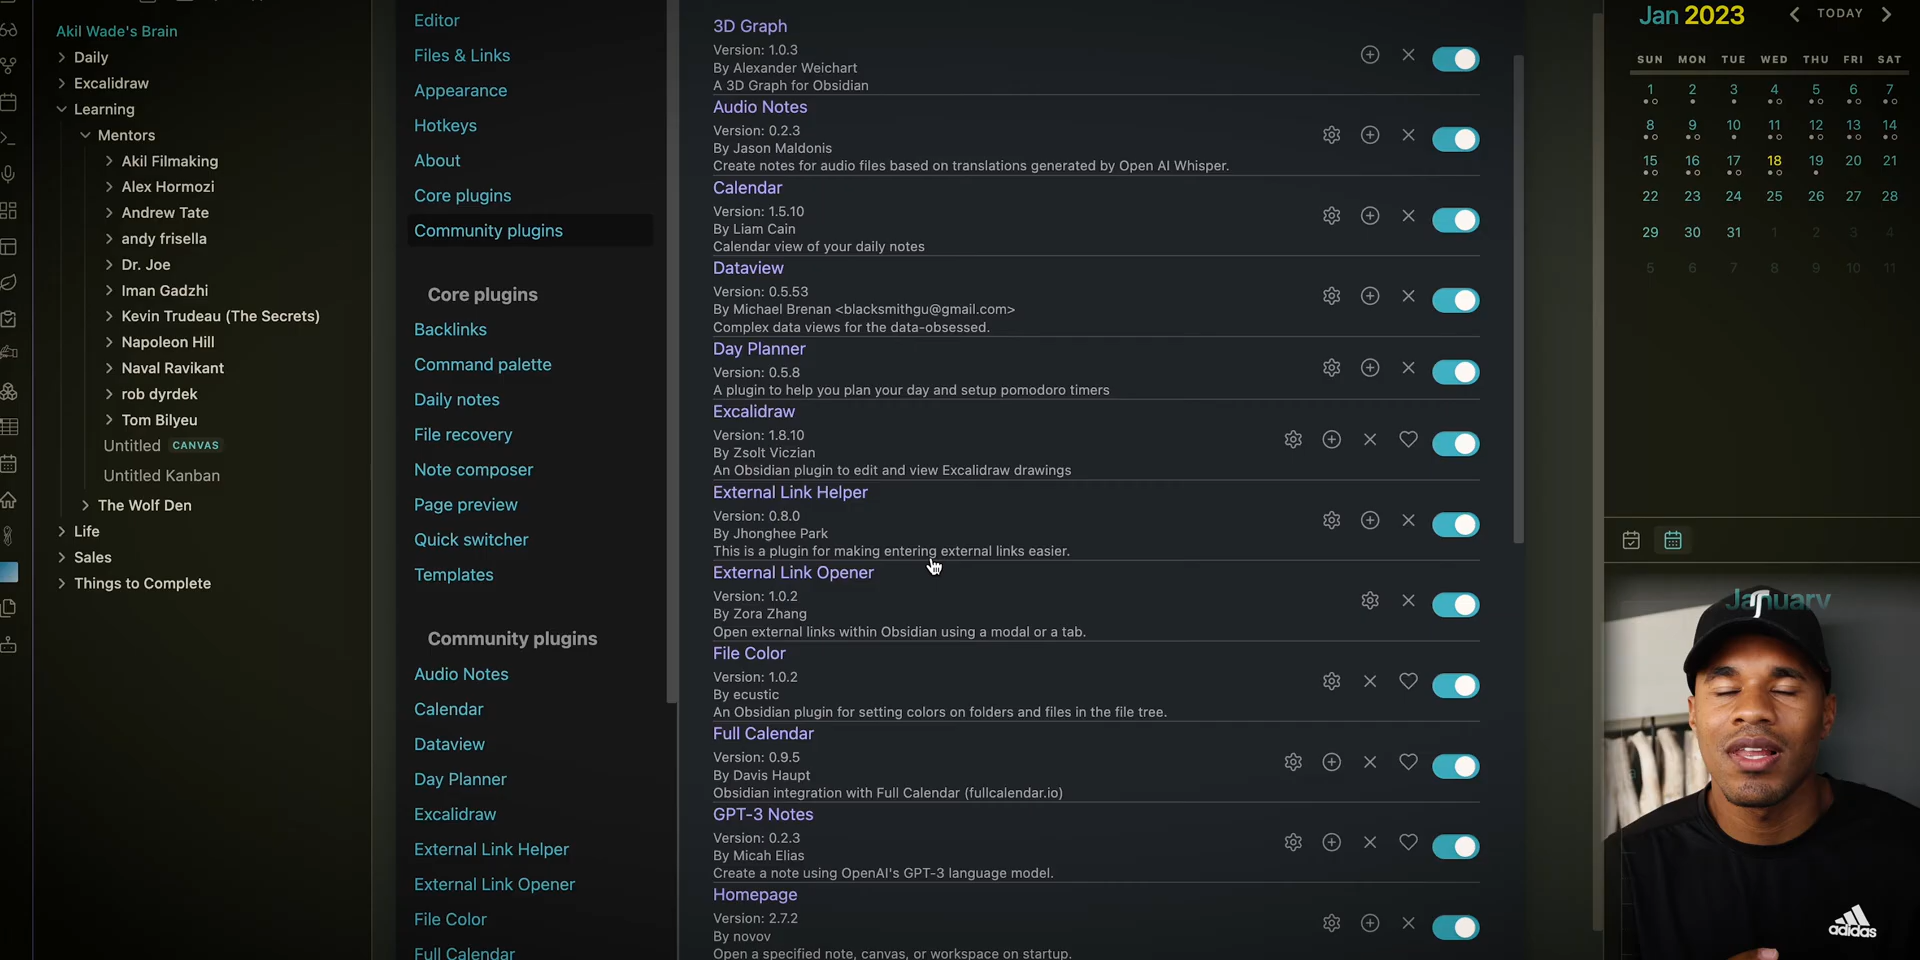 Akil Wade's Brain
Daily
Excalidraw
Learning
Mentors
Akil Filmaking
Alex Hormozi
Andrew Tate
andy frisella
Dr. Joe
Iman Gadzhi
Kevin Trudeau (The Secrets)
Napoleon Hill
Naval Ravikant
rob dyrdek
Tom Bilyeu
Untitled CANVAS
Untitled Kanban
The Wolf Den
Life
Sales
Things to Complete
Editor
Files & Links
Appearance
Hotkeys
About
Core plugins
Community plugins
Core plugins
Backlinks
Command palette
Daily notes
File recovery
Note composer
Page preview
Quick switcher
Templates
Community plugins
Audio Notes
Calendar
Dataview
Day Planner
Excalidraw
External Link Helper
External Link Opener
File Color
Full Calendar
3D Graph
Version: 1.0.3
By Alexander Weichart
A 3D Graph for Obsidian
Audio Notes
Version: 0.2.3
By Jason Maldonis
Create notes for audio files based on translations generated by Open AI Whisper.
Calendar
Version: 1.5.10
By Liam Cain
Calendar view of your daily notes
Dataview
Version: 0.5.53
By Michael Brenan <blacksmithgu@gmail.com>
Complex data views for the data-obsessed.
Day Planner
Version: 0.5.8
A plugin to help you plan your day and setup pomodoro timers
Excalidraw
Version: 1.8.10
By Zsolt Viczian
An Obsidian plugin to edit and view Excalidraw drawings
External Link Helper
Version: 0.8.0
By Jhonghee Park
This is a plugin for making entering external links easier.
External Link Opener
Version: 1.0.2
By Zora Zhang
Open external links within Obsidian using a modal or a tab.
File Color
Version: 1.0.2
By ecustic
An Obsidian plugin for setting colors on folders and files in the file tree.
Full Calendar
Version: 0.9.5
By Davis Haupt
Obsidian integration with Full Calendar (fullcalendar.io)
GPT-3 Notes
Version: 0.2.3
By Micah Elias
Create a note using OpenAI's GPT-3 language model.
Homepage
Version: 2.7.2
By novov
Open a specified note, canvas, or workspace on startup.
Jan 2023 TODAY
SUN MON TUE WED THU FRI SAT
1 2 3 4 5 6 7
8 9 10 11 12 13 14
15 16 17 18 19 20 21
22 23 24 25 26 27 28
29 30 31 1 2 3 4
5 6 7 8 9 10 11
January
adidas